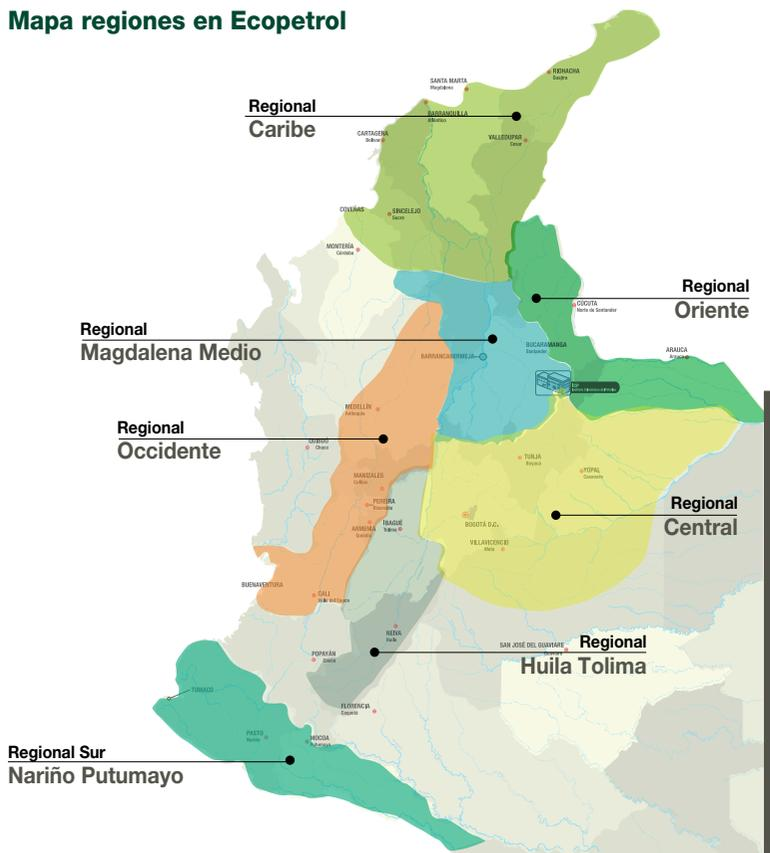 Mapa regiones en Ecopetrol
RIOHACHA
Guajira
SANTA MARTA
Magdalena
Regional
Caribe
BARRANQUILLA
Atlántico
CARTAGENA
Bolívar
VALLEDUPAR
Cesar
COVEÑAS
SINCELEJO
Sucre
MONTERÍA
Córdoba
Regional
Oriente
CÚCUTA
Norte de Santander
Regional
Magdalena Medio
BUCARAMANGA
Santander
ARAUCA
Arauca
BARRANCABERMEJA
ICP
MEDELLÍN
Antioquia
Regional
Occidente
QUIBDÓ
Choco
TUNJA
Boyacá
YOPAL
Casanare
MANIZALES
Caldas
PEREIRA
Risaralda
Regional
Central
ARMENIA
Quindío
IBAGUÉ
Tolima
BOGOTÁ D.C.
VILLAVICENCIO
Meta
BUENAVENTURA
CALI
Valle del Cauca
NEIVA
Huila
SAN JOSÉ DEL GUAVIARE
Guaviare
Regional
Huila Tolima
POPAYÁN
Cauca
TUMACO
FLORENCIA
Caquetá
PASTO
Nariño
MOCOA
Putumayo
Regional Sur
Nariño Putumayo